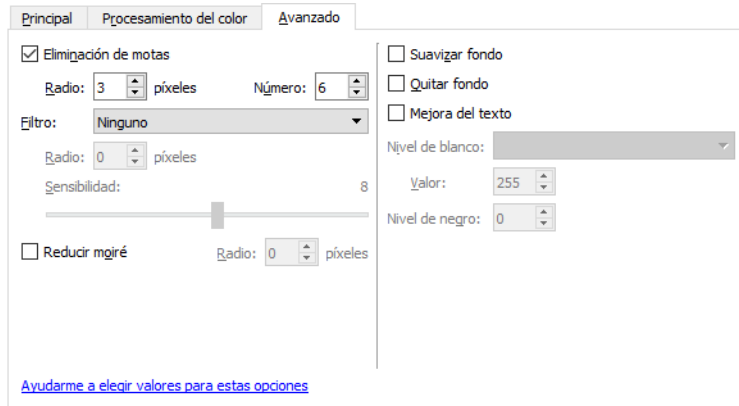 Principal Procesamiento del color Avanzado
Eliminación de motas
Radio: 3 píxeles Número: 6
Filtro: Ninguno
Radio: 0 píxeles
Sensibilidad: 8
Reducir moiré Radio: 0 píxeles
Ayudarme a elegir valores para estas opciones
Suavizar fondo
Quitar fondo
Mejora del texto
Nivel de blanco:
Valor: 255
Nivel de negro: 0